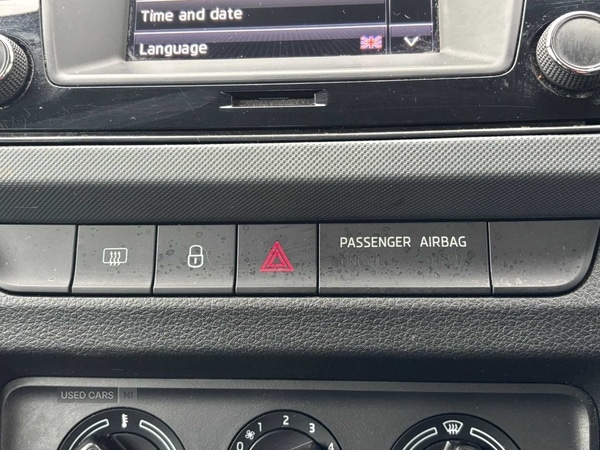 Time and date
Language
PASSENGER AIRBAG
USED CARS NI
1 2 3 4